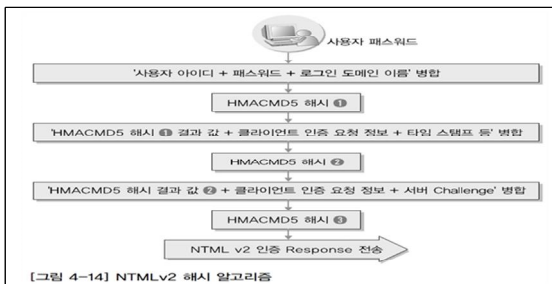 사용자 패스워드
'사용자 아이디 + 패스워드 + 로그인 도메인 이름' 병합
HMACMD5 해시 ❶
'HMACMD5 해시 ❶ 결과 값 + 클라이언트 인증 요청 정보 + 타임 스탬프 등' 병합
HMACMD5 해시 ❷
'HMACMD5 해시 결과 값 ❷ + 클라이언트 인증 요청 정보 + 서버 Challenge' 병합
HMACMD5 해시 ❸
NTML v2 인증 Response 전송
[그림 4-14] NTMLv2 해시 알고리즘